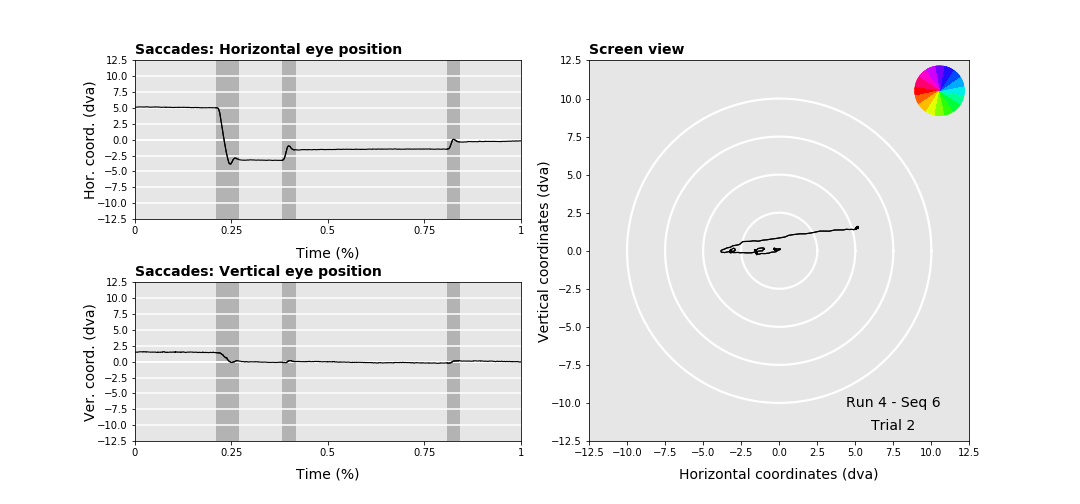 Saccades: Horizontal eye position
Hor. coord. (dva)
12.5
10.0
7.5
5.0
2.5
0.0
−2.5
−5.0
−7.5
−10.0
−12.5
0 0.25 0.5 0.75 1
Time (%)
Saccades: Vertical eye position
Ver. coord. (dva)
12.5
10.0
7.5
5.0
2.5
0.0
−2.5
−5.0
−7.5
−10.0
−12.5
0 0.25 0.5 0.75 1
Time (%)
Screen view
Vertical coordinates (dva)
12.5
10.0
7.5
5.0
2.5
0.0
−2.5
−5.0
−7.5
−10.0
−12.5
Run 4 - Seq 6
Trial 2
−12.5 −10.0 −7.5 −5.0 −2.5 0.0 2.5 5.0 7.5 10.0 12.5
Horizontal coordinates (dva)